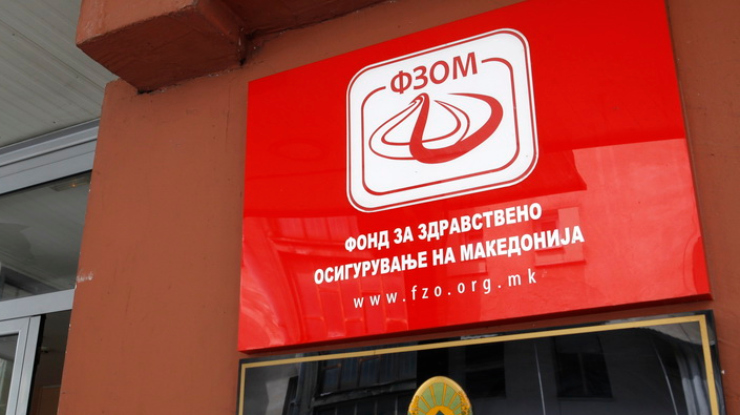 ФЗОМ
ФОНД ЗА ЗДРАВСТВЕНО
ОСИГУРУВАЊЕ НА МАКЕДОНИЈА
www.fzo.org.mk